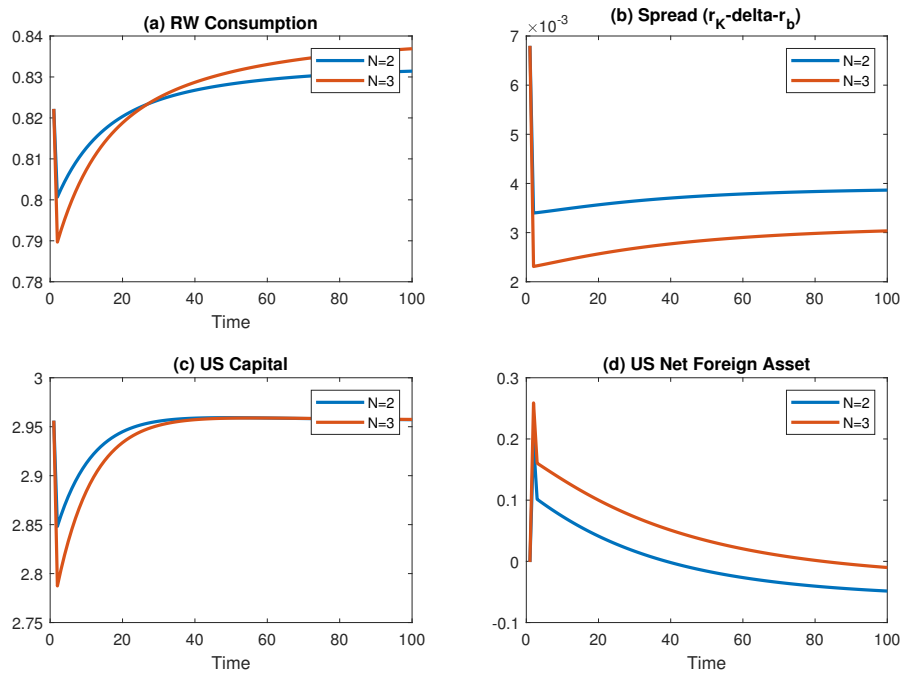 (a) RW Consumption
0.84
0.83
0.82
0.81
0.8
0.79
0.78
0 20 40 60 80 100
Time
N=2
N=3
(b) Spread (r_K-delta-r_b)
×10^-3
7
6
5
4
3
2
0 20 40 60 80 100
N=2
N=3
(c) US Capital
3
2.95
2.9
2.85
2.8
2.75
0 20 40 60 80 100
Time
N=2
N=3
(d) US Net Foreign Asset
0.3
0.2
0.1
0
-0.1
0 20 40 60 80 100
Time
N=2
N=3